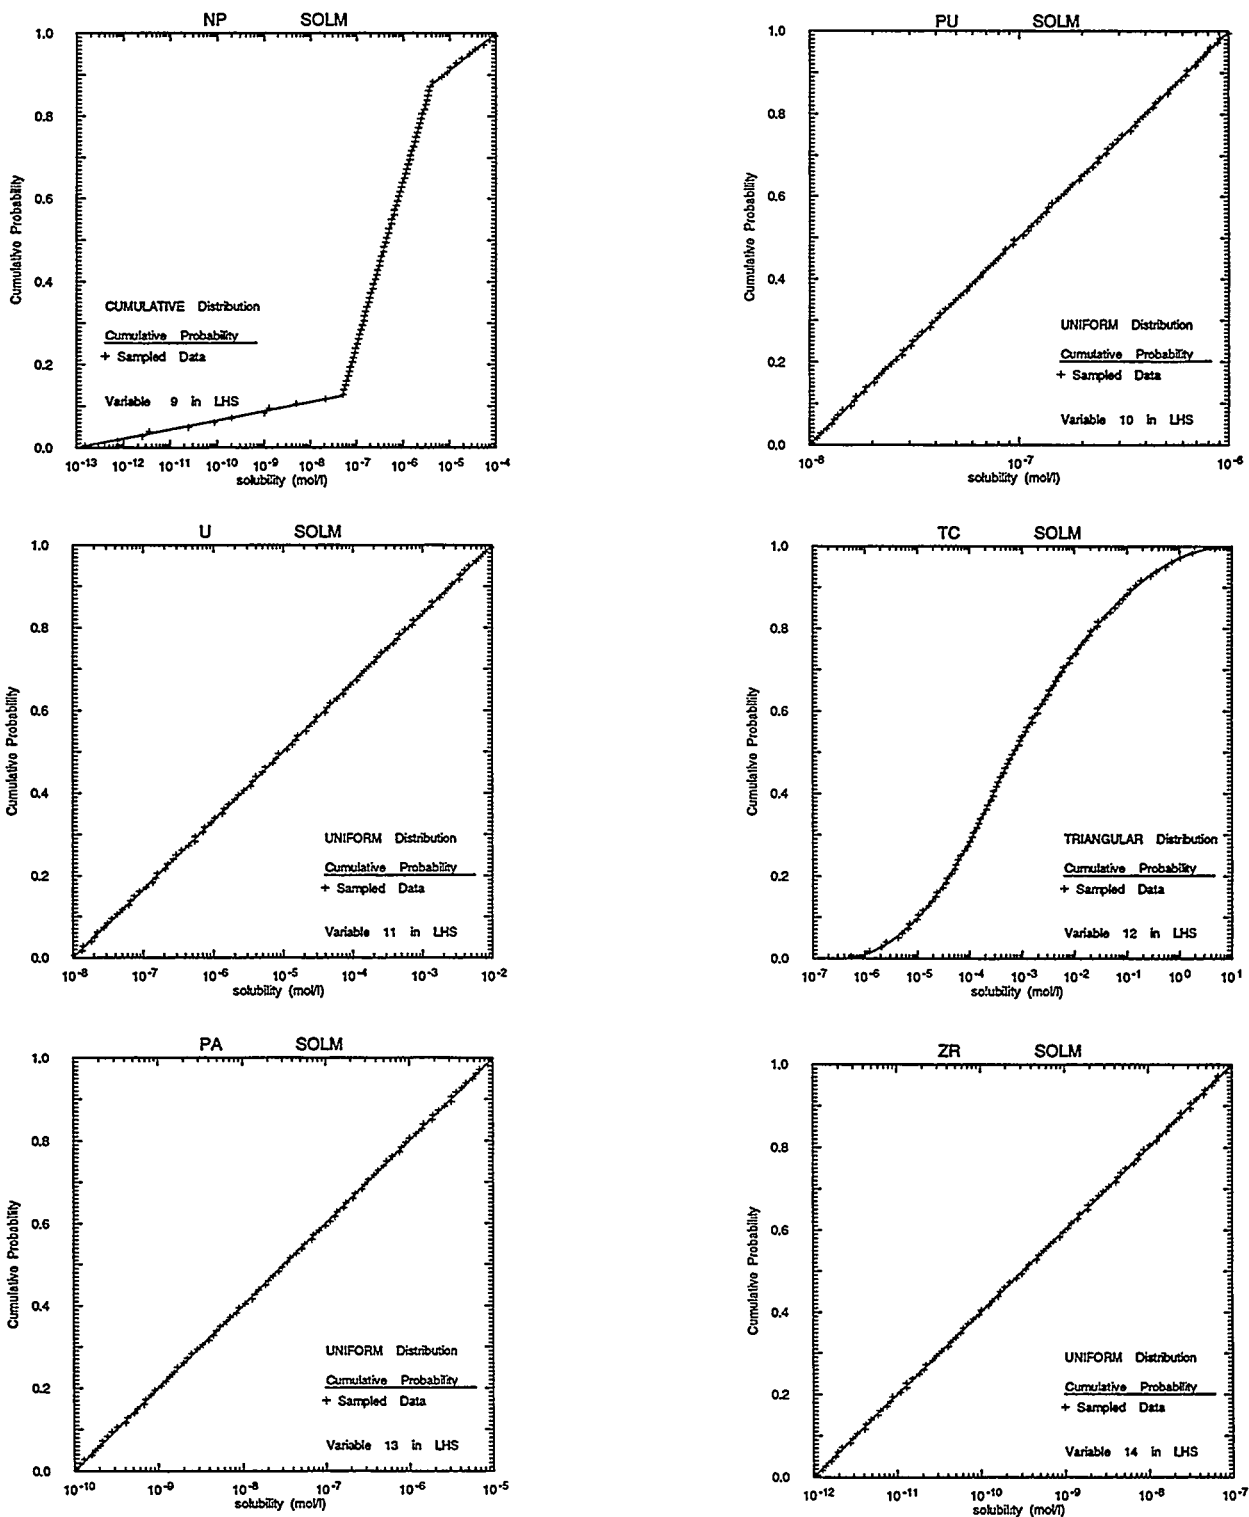 NP SOLM
1.0
0.8
0.6
0.4
0.2
0.0
Cumulative Probability
CUMULATIVE Distribution
Cumulative Probability
+ Sampled Data
Variable 9 in LHS
10-13 10-12 10-11 10-10 10-9 10-8 10-7 10-6 10-5 10-4
solubility (mol/l)
PU SOLM
1.0
0.8
0.6
0.4
0.2
0.0
Cumulative Probability
UNIFORM Distribution
Cumulative Probability
+ Sampled Data
Variable 10 in LHS
10-8 10-7 10-6
solubility (mol/l)
U SOLM
1.0
0.8
0.6
0.4
0.2
0.0
Cumulative Probability
UNIFORM Distribution
Cumulative Probability
+ Sampled Data
Variable 11 in LHS
10-8 10-7 10-6 10-5 10-4 10-3 10-2
solubility (mol/l)
TC SOLM
1.0
0.8
0.6
0.4
0.2
0.0
Cumulative Probability
TRIANGULAR Distribution
Cumulative Probability
+ Sampled Data
Variable 12 in LHS
10-7 10-6 10-5 10-4 10-3 10-2 10-1 100 101
solubility (mol/l)
PA SOLM
1.0
0.8
0.6
0.4
0.2
0.0
Cumulative Probability
UNIFORM Distribution
Cumulative Probability
+ Sampled Data
Variable 13 in LHS
10-10 10-9 10-8 10-7 10-6 10-5
solubility (mol/l)
ZR SOLM
1.0
0.8
0.6
0.4
0.2
0.0
Cumulative Probability
UNIFORM Distribution
Cumulative Probability
+ Sampled Data
Variable 14 in LHS
10-12 10-11 10-10 10-9 10-8 10-7
solubility (mol/l)